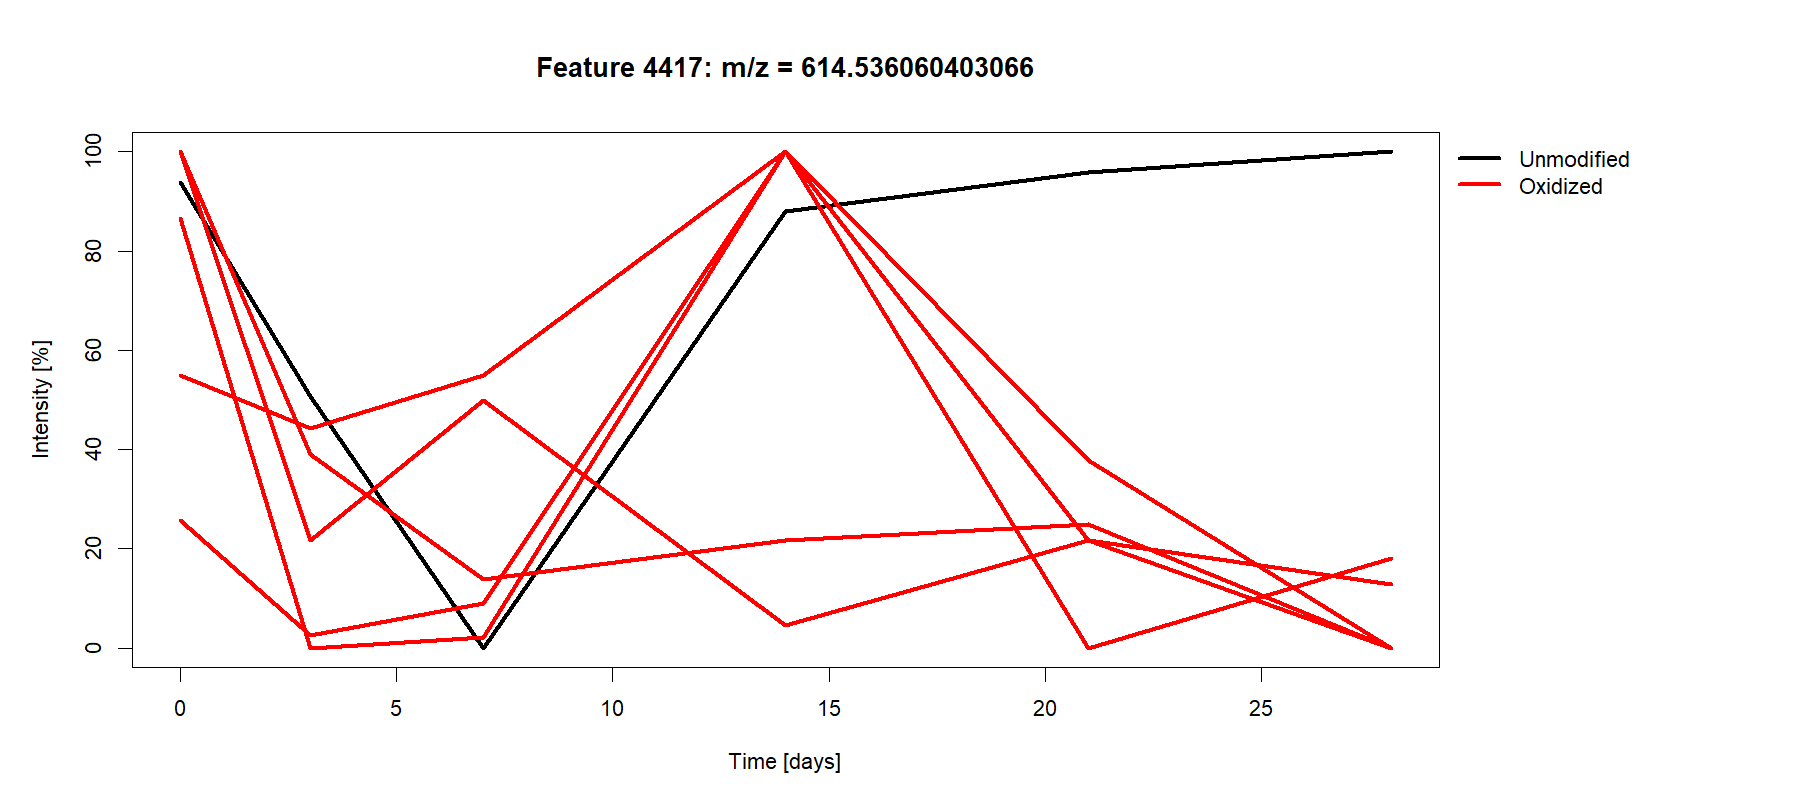 Feature 4417: m/z = 614.536060403066
Unmodified
Oxidized
Intensity [%]
100
80
60
40
20
0
0 5 10 15 20 25
Time [days]